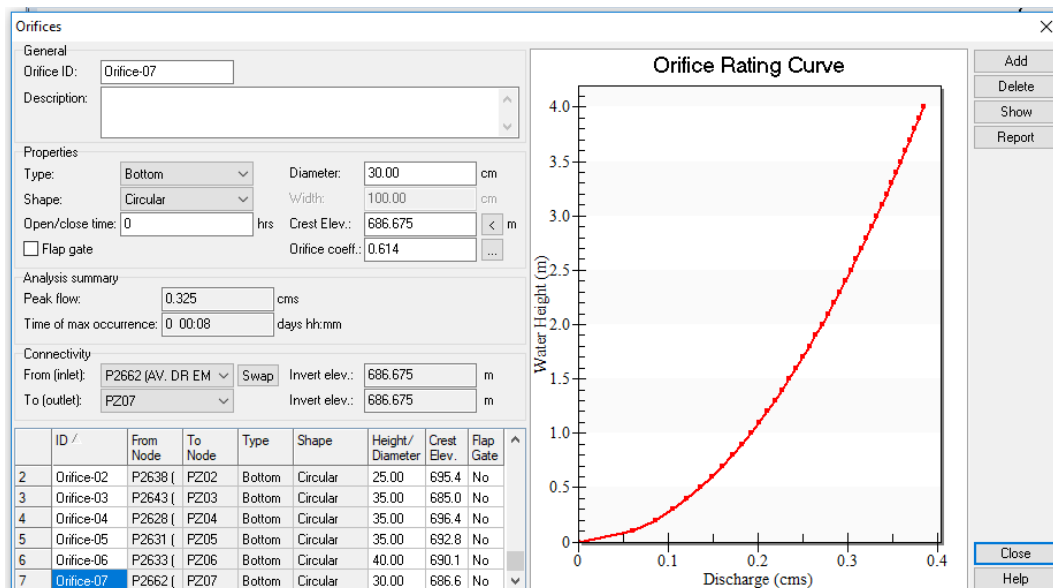 Orifices
General
Orifice ID: Orifice-07
Description:
Properties
Type: Bottom Diameter: 30.00 cm
Shape: Circular Width: 100.00 cm
Open/close time: 0 hrs Crest Elev.: 686.675 < m
Flap gate Orifice coeff.: 0.614 ...
Analysis summary
Peak flow: 0.325 cms
Time of max occurrence: 0 00:08 days hh:mm
Connectivity
From (inlet): P2662 (AV. DR EM Swap Invert elev.: 686.675 m
To (outlet): PZ07 Invert elev.: 686.675 m
ID From Node To Node Type Shape Height/ Diameter Crest Elev. Flap Gate
2 Orifice-02 P2638 ( PZ02 Bottom Circular 25.00 695.4 No
3 Orifice-03 P2643 ( PZ03 Bottom Circular 35.00 685.0 No
4 Orifice-04 P2628 ( PZ04 Bottom Circular 35.00 696.4 No
5 Orifice-05 P2631 ( PZ05 Bottom Circular 35.00 692.8 No
6 Orifice-06 P2633 ( PZ06 Bottom Circular 40.00 690.1 No
7 Orifice-07 P2662 ( PZ07 Bottom Circular 30.00 686.6 No
Orifice Rating Curve
Water Height (m)
4.0
3.5
3.0
2.5
2.0
1.5
1.0
0.5
0
0 0.1 0.2 0.3 0.4
Discharge (cms)
Add
Delete
Show
Report
Close
Help